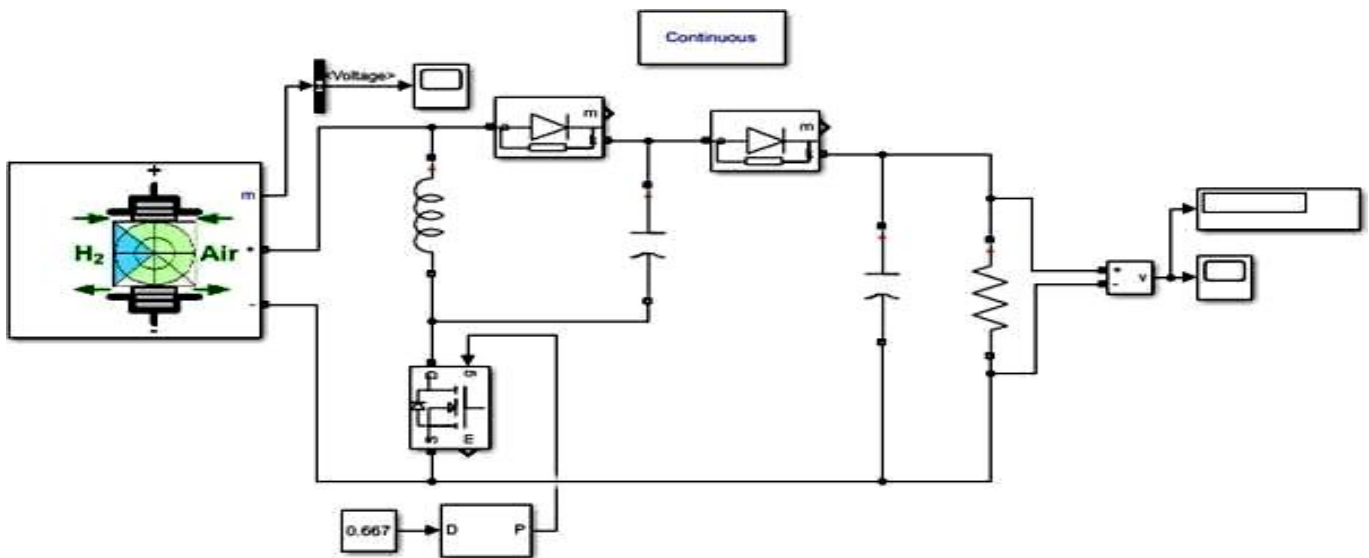 Continuous
<Voltage>
m
m
+
m
H₂ Air
+
-
-
+
-
v
g
D
S
m
0.667
D
P